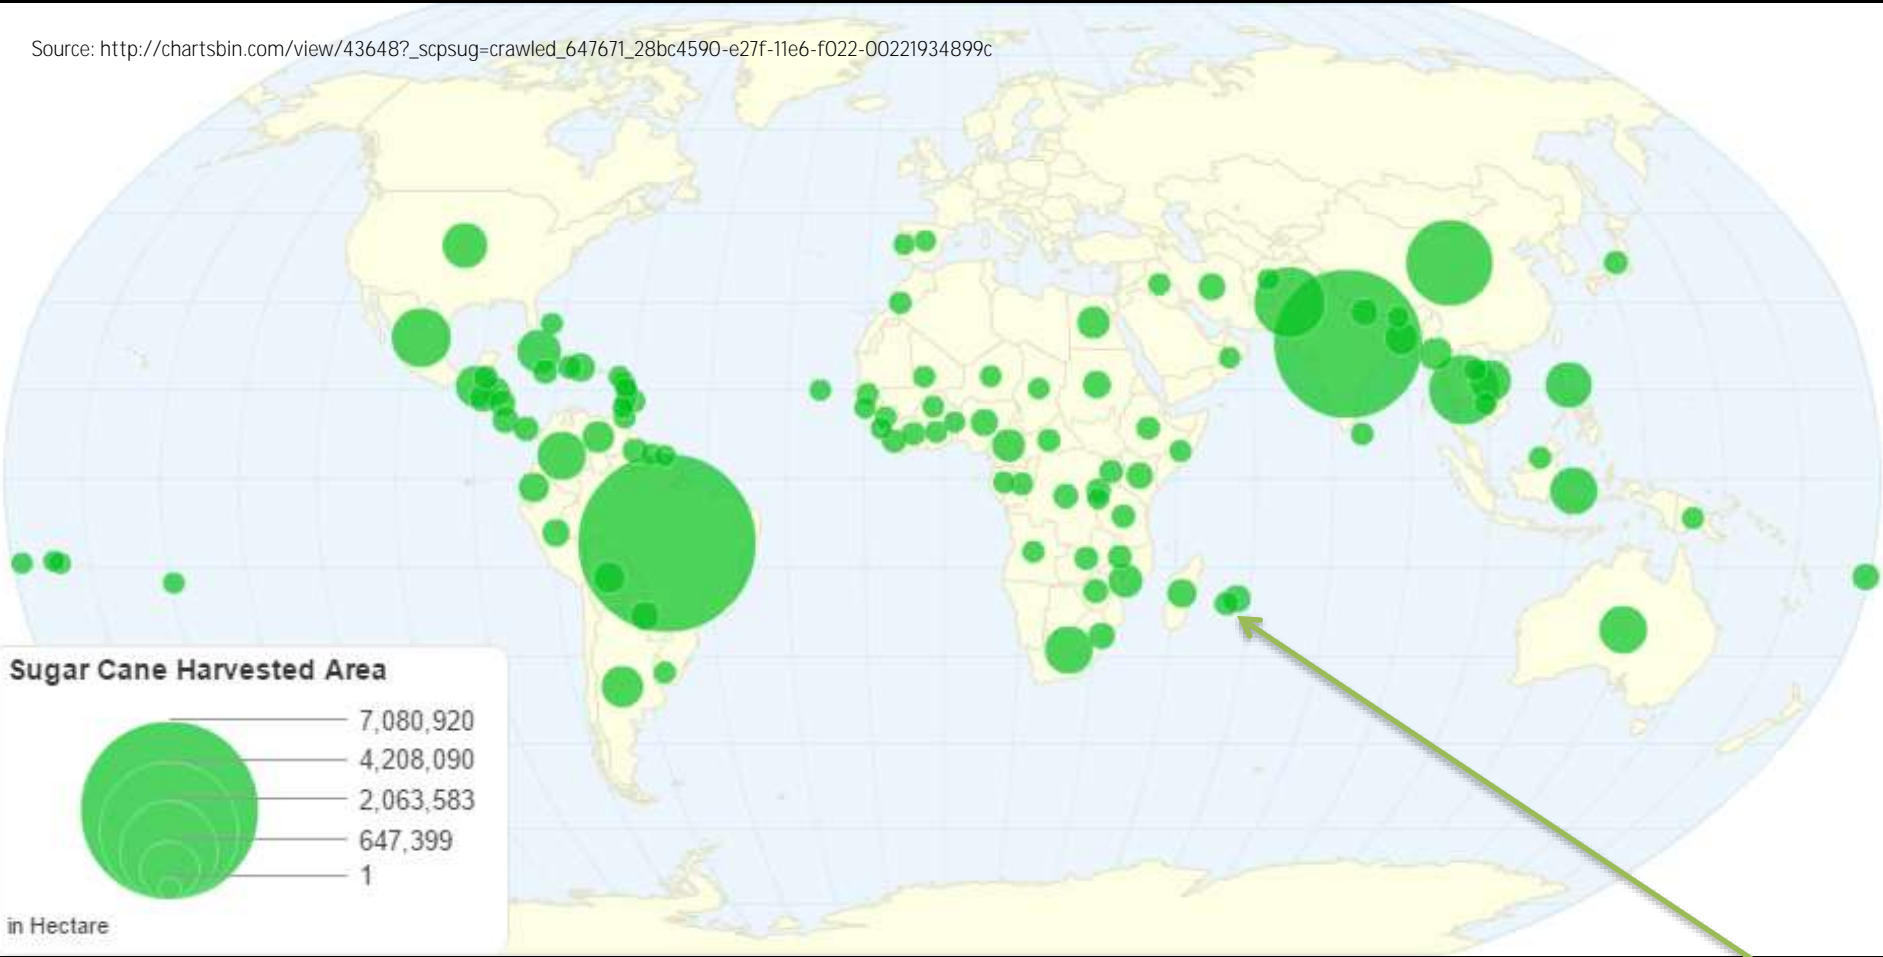 Source: http://chartsbin.com/view/43648?_scpsug=crawled_647671_28bc4590-e27f-11e6-f022-00221934899c
Sugar Cane Harvested Area
7,080,920
4,208,090
2,063,583
647,399
1
in Hectare